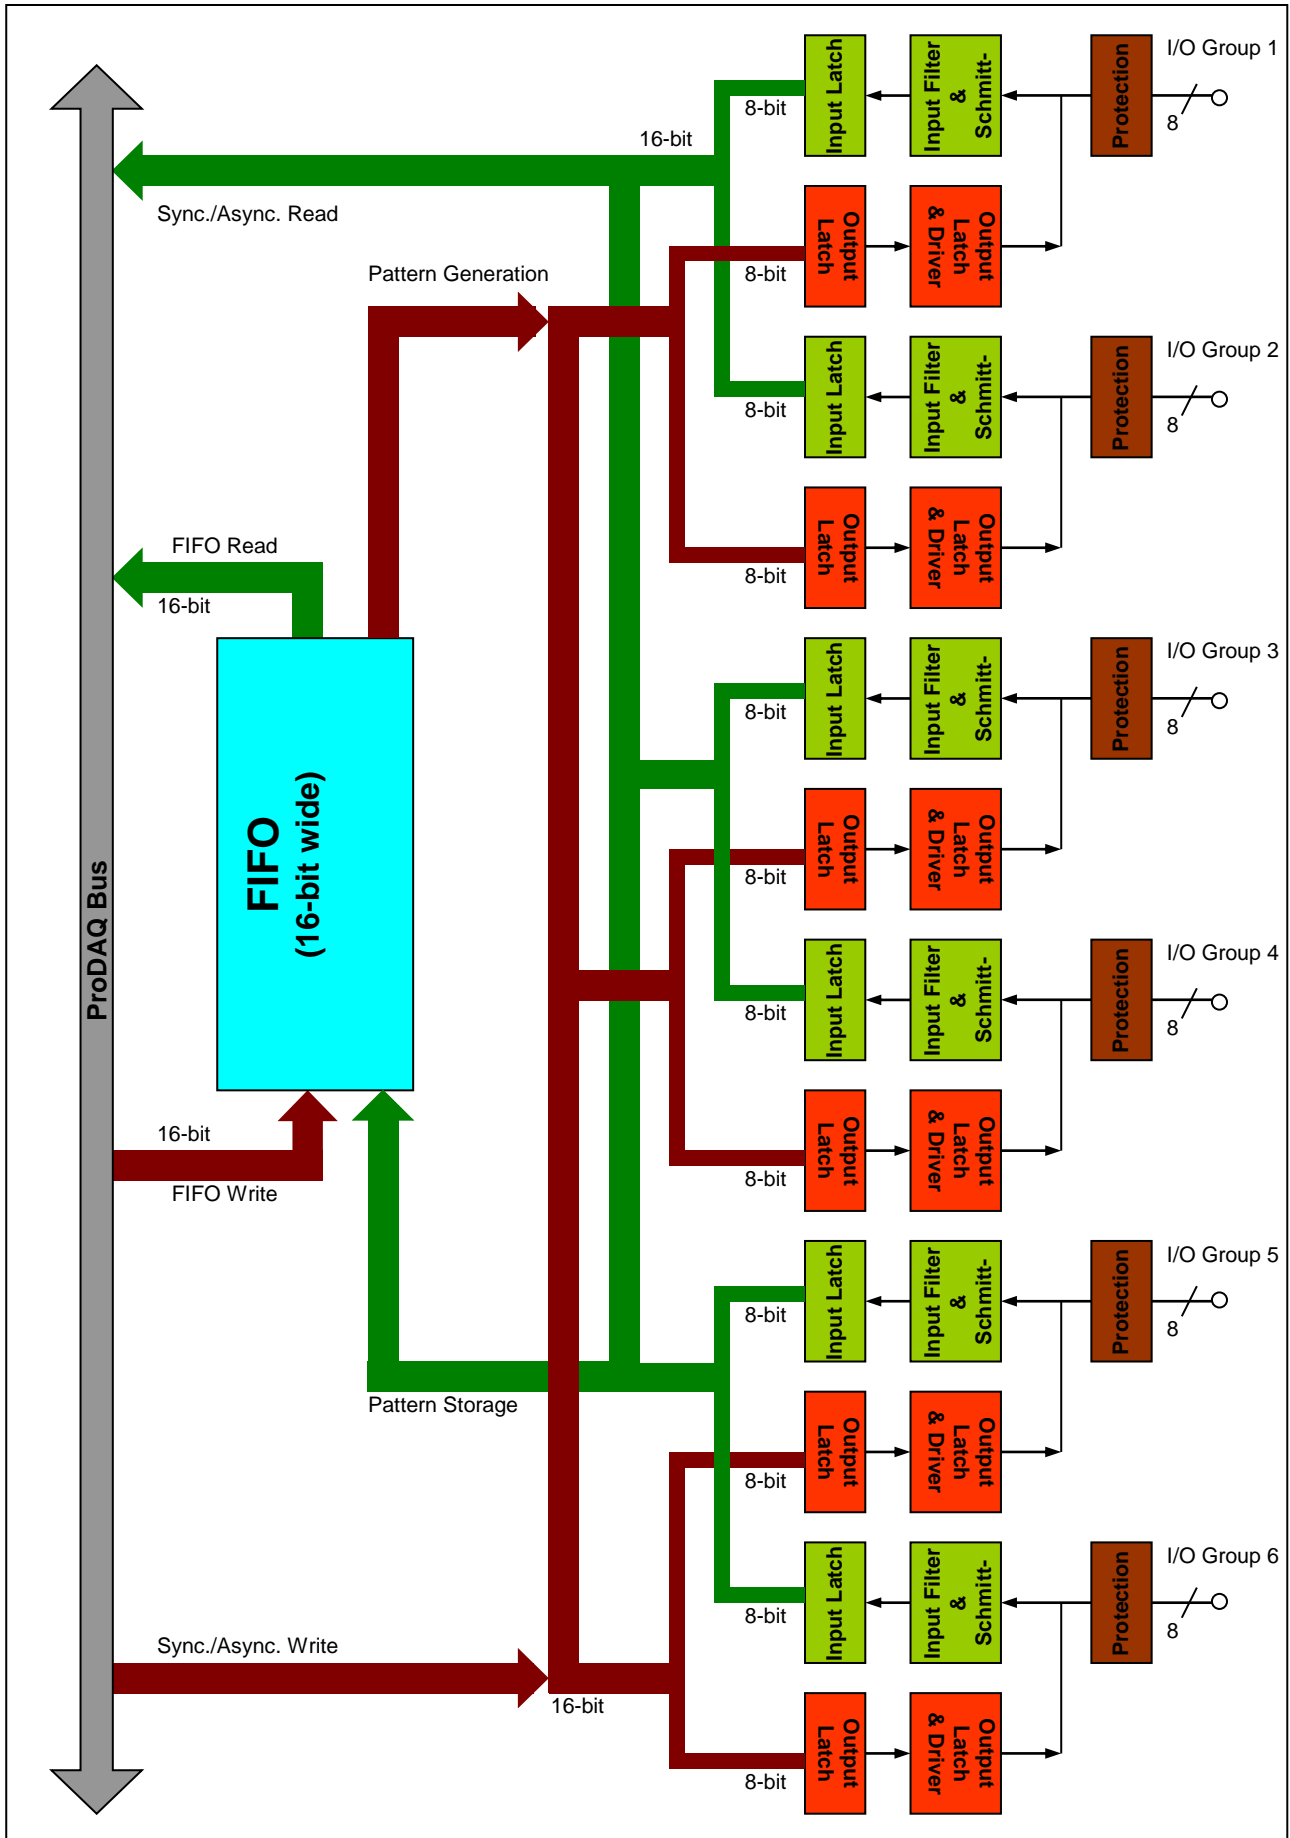 I/O Group 1
Input Latch
Input Filter
&
Schmitt-
Protection
8-bit
8
16-bit
Sync./Async. Read
Output
Latch
Output
Latch
& Driver
8-bit
Pattern Generation
I/O Group 2
Input Latch
Input Filter
&
Schmitt-
Protection
8-bit
8
Output
Latch
Output
Latch
& Driver
8-bit
FIFO Read
16-bit
I/O Group 3
Input Latch
Input Filter
&
Schmitt-
Protection
8-bit
8
FIFO
(16-bit wide)
Output
Latch
Output
Latch
& Driver
8-bit
ProDAQ Bus
I/O Group 4
Input Latch
Input Filter
&
Schmitt-
Protection
8-bit
8
16-bit
FIFO Write
Output
Latch
Output
Latch
& Driver
8-bit
I/O Group 5
Input Latch
Input Filter
&
Schmitt-
Protection
8-bit
8
Pattern Storage
Output
Latch
Output
Latch
& Driver
8-bit
I/O Group 6
Input Latch
Input Filter
&
Schmitt-
Protection
8-bit
8
Sync./Async. Write
16-bit
Output
Latch
Output
Latch
& Driver
8-bit